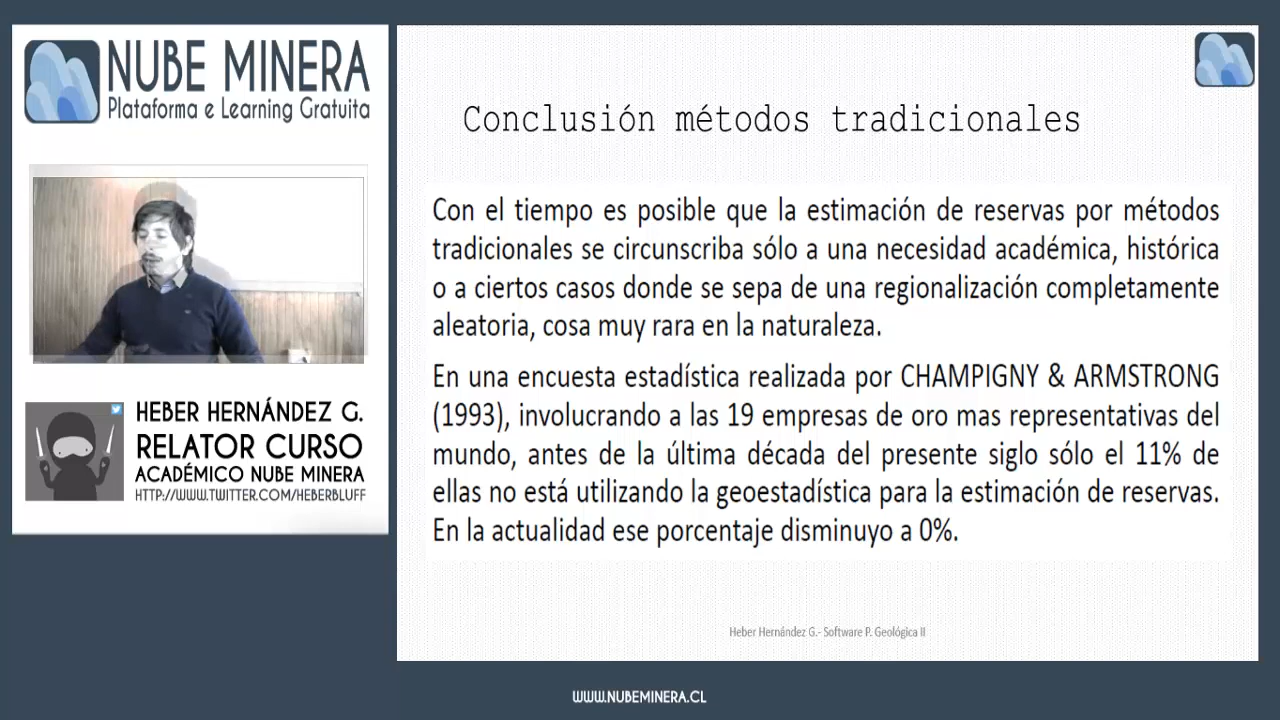 NUBE MINERA
Plataforma e Learning Gratuita
HEBER HERNÁNDEZ G.
RELATOR CURSO
ACADÉMICO NUBE MINERA
HTTP://WWW.TWITTER.COM/HEBERBLUFF
Conclusión métodos tradicionales
Con el tiempo es posible que la estimación de reservas por métodos
tradicionales se circunscriba sólo a una necesidad académica, histórica
o a ciertos casos donde se sepa de una regionalización completamente
aleatoria, cosa muy rara en la naturaleza.
En una encuesta estadística realizada por CHAMPIGNY & ARMSTRONG
(1993), involucrando a las 19 empresas de oro mas representativas del
mundo, antes de la última década del presente siglo sólo el 11% de
ellas no está utilizando la geoestadística para la estimación de reservas.
En la actualidad ese porcentaje disminuyo a 0%.
Heber Hernández G.- Software P. Geológica II
WWW.NUBEMINERA.CL